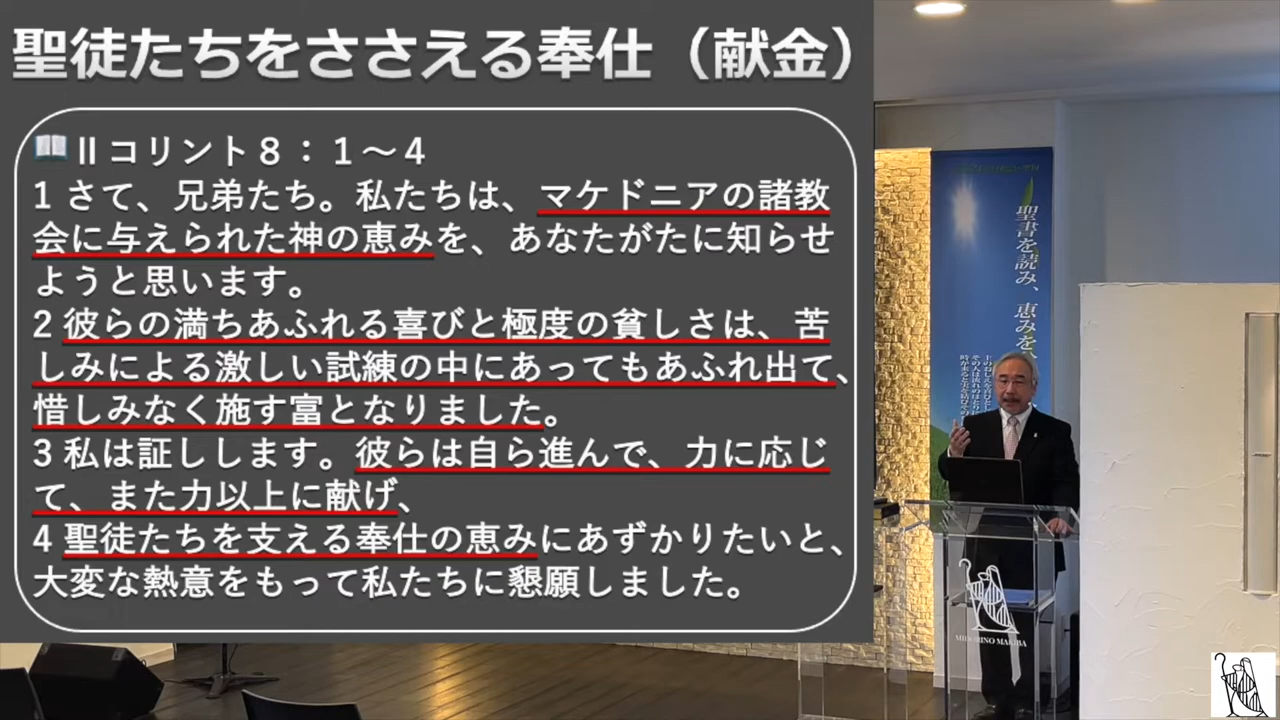 聖徒たちをささえる奉仕（献金）
Ⅱコリント８：１～４
1 さて、兄弟たち。私たちは、マケドニアの諸教
会に与えられた神の恵みを、あなたがたに知らせ
ようと思います。
2 彼らの満ちあふれる喜びと極度の貧しさは、苦
しみによる激しい試練の中にあってもあふれ出て、
惜しみなく施す富となりました。
3 私は証しします。彼らは自ら進んで、力に応じ
て、また力以上に献げ、
4 聖徒たちを支える奉仕の恵みにあずかりたいと、
大変な熱意をもって私たちに懇願しました。
聖書を読み、恵みを
MIDORINO MAKIBA